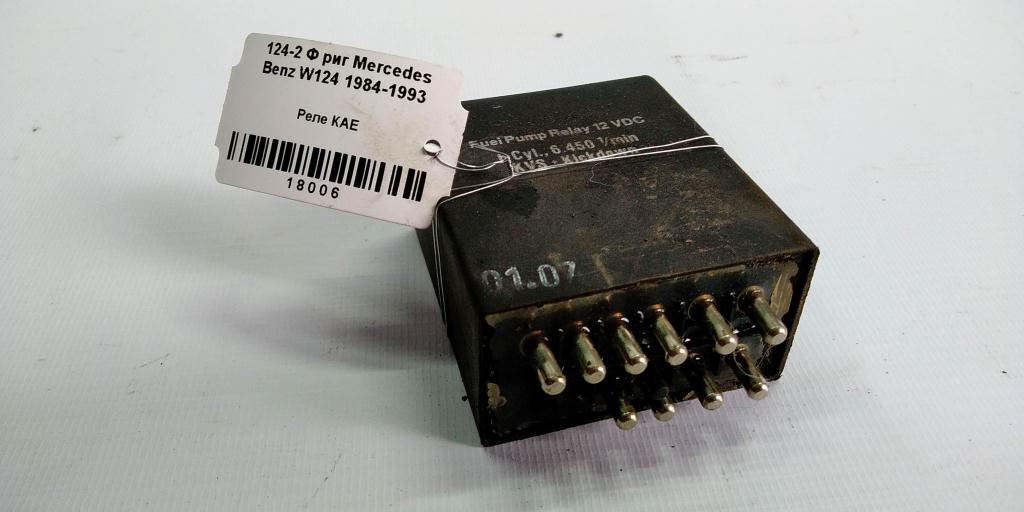 124-2 Ф риг Mercedes
Benz W124 1984-1993
Реле КАЕ
18006
Fuel Pump Relay 12 VDC
Cyl. 6.450 1/min
KVS - Kickdown
01.07